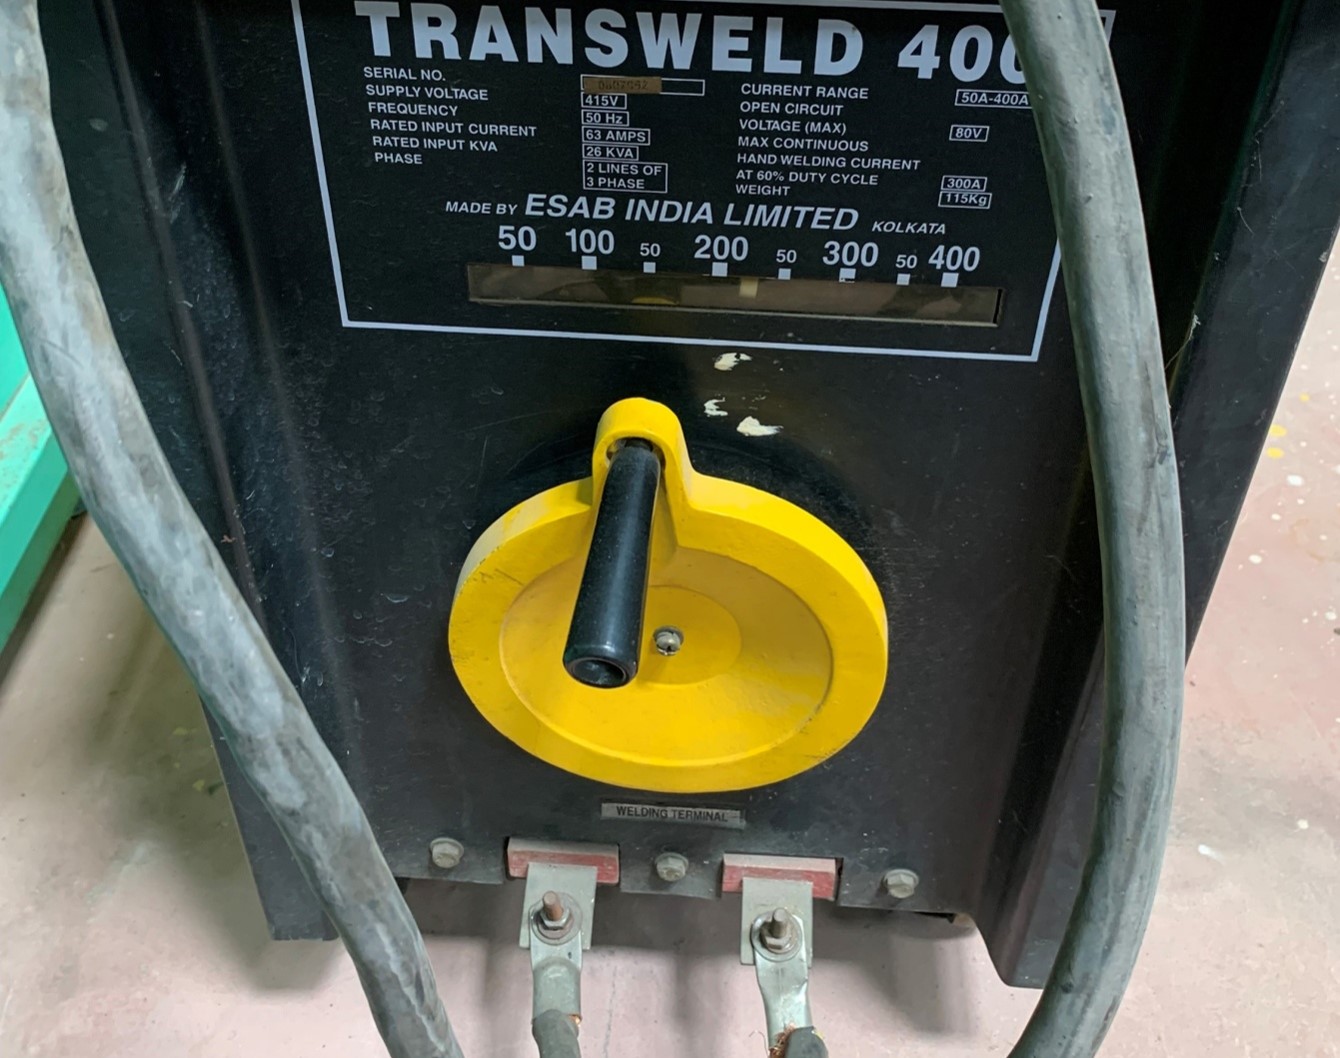 TRANSWELD 400
SERIAL NO.
SUPPLY VOLTAGE 415V
FREQUENCY 50 Hz
RATED INPUT CURRENT 63 AMPS
RATED INPUT KVA 26 KVA
PHASE 2 LINES OF
3 PHASE
CURRENT RANGE 50A-400A
OPEN CIRCUIT
VOLTAGE (MAX) 80V
MAX CONTINUOUS
HAND WELDING CURRENT
AT 60% DUTY CYCLE 300A
WEIGHT 115Kg
MADE BY ESAB INDIA LIMITED KOLKATA
50 100 50 200 50 300 50 400
WELDING TERMINAL